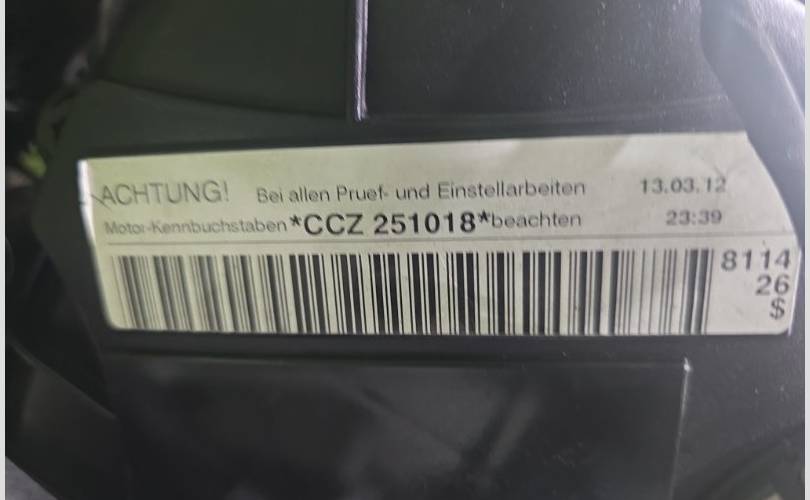 ACHTUNG! Bei allen Pruef- und Einstellarbeiten 13.03.12
Motor-Kennbuchstaben *CCZ 251018* beachten 23:39
8114
26
$